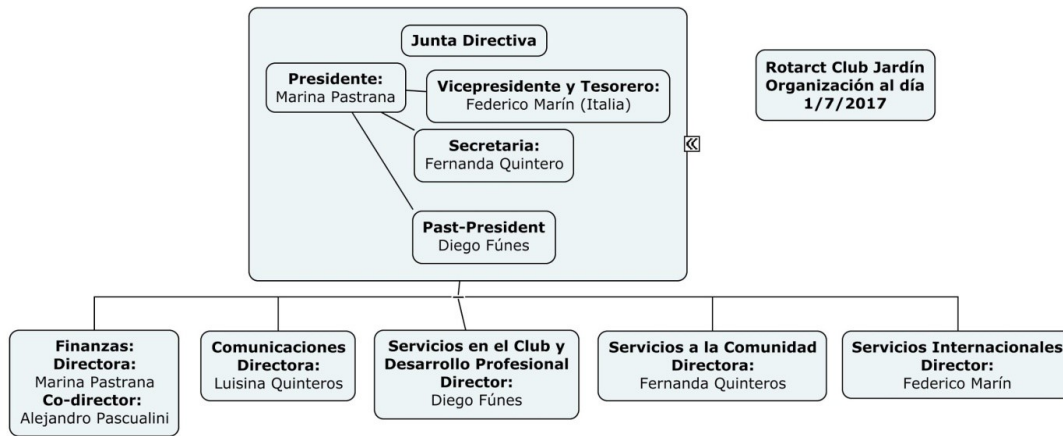 Junta Directiva
Presidente:
Marina Pastrana
Vicepresidente y Tesorero:
Federico Marín (Italia)
Secretaria:
Fernanda Quintero
Past-President
Diego Fúnes
Rotarct Club Jardín
Organización al día
1/7/2017
Finanzas:
Directora:
Marina Pastrana
Co-director:
Alejandro Pascualini
Comunicaciones
Directora:
Luisina Quinteros
Servicios en el Club y
Desarrollo Profesional
Director:
Diego Fúnes
Servicios a la Comunidad
Directora:
Fernanda Quinteros
Servicios Internacionales
Director:
Federico Marín